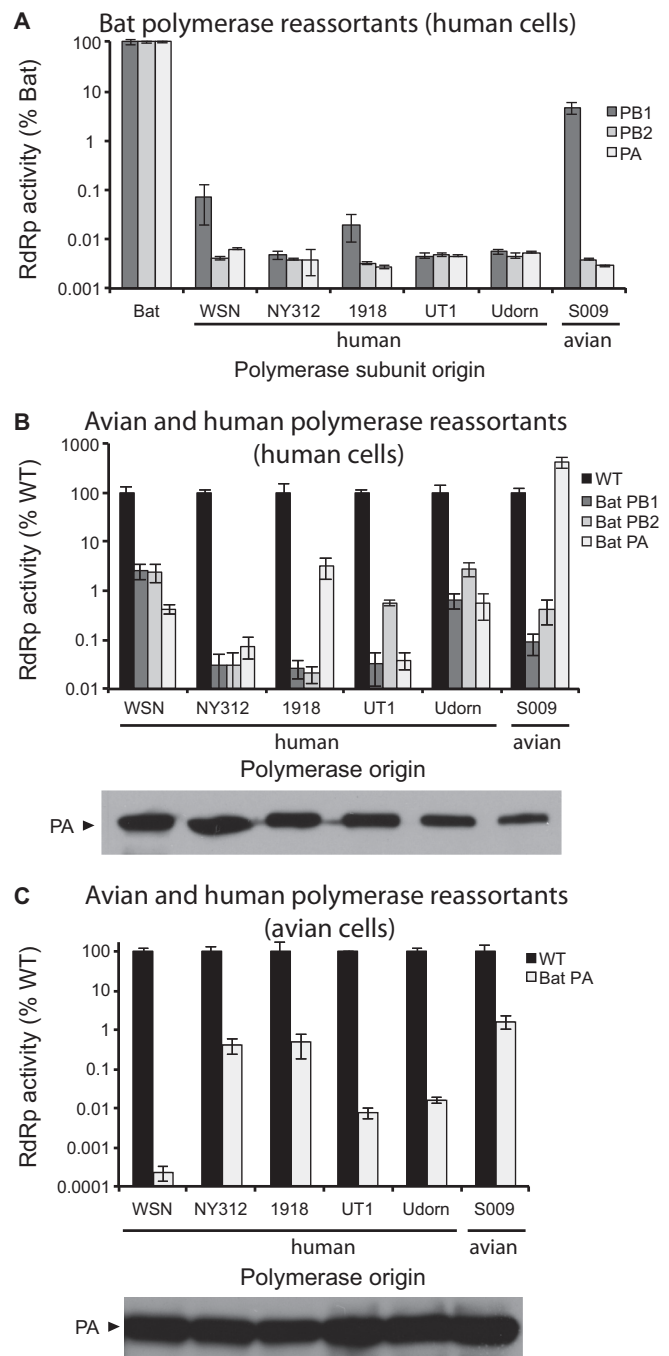 A
Bat polymerase reassortants (human cells)
RdRp activity (% Bat)
100
10
1
0.1
0.01
0.001
PB1
PB2
PA
Bat WSN NY312 1918 UT1 Udorn S009
human avian
Polymerase subunit origin
B
Avian and human polymerase reassortants
(human cells)
RdRp activity (% WT)
1000
100
10
1
0.1
0.01
WT
Bat PB1
Bat PB2
Bat PA
WSN NY312 1918 UT1 Udorn S009
human avian
Polymerase origin
PA ►
C
Avian and human polymerase reassortants
(avian cells)
RdRp activity (% WT)
100
10
1
0.1
0.01
0.001
0.0001
WT
Bat PA
WSN NY312 1918 UT1 Udorn S009
human avian
Polymerase origin
PA ►